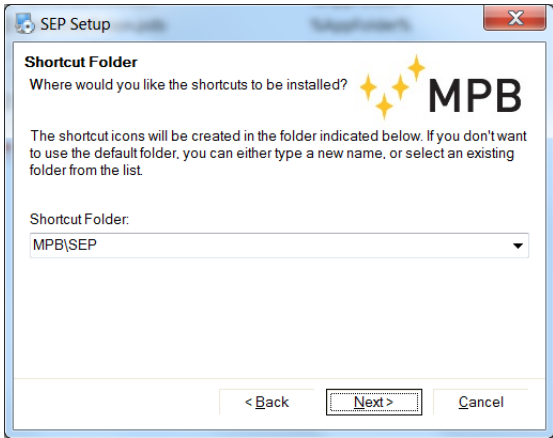 SEP Setup
Shortcut Folder
Where would you like the shortcuts to be installed?
MPB
The shortcut icons will be created in the folder indicated below. If you don't want
to use the default folder, you can either type a new name, or select an existing
folder from the list.
Shortcut Folder:
MPB\SEP
< Back
Next >
Cancel